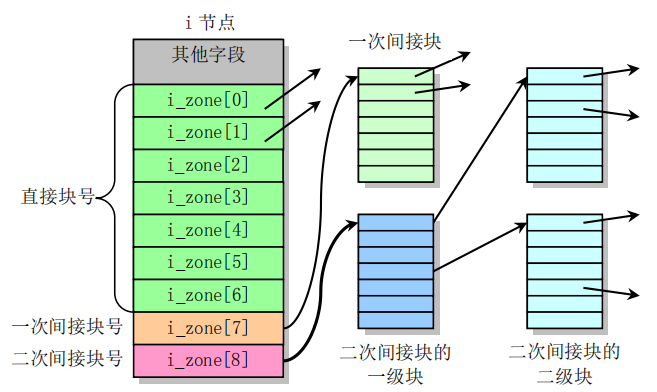 i 节点
其他字段
i_zone[0]
i_zone[1]
i_zone[2]
i_zone[3]
i_zone[4]
i_zone[5]
i_zone[6]
i_zone[7]
i_zone[8]
直接块号
一次间接块号
二次间接块号
一次间接块
二次间接块的
一级块
二次间接块的
二级块